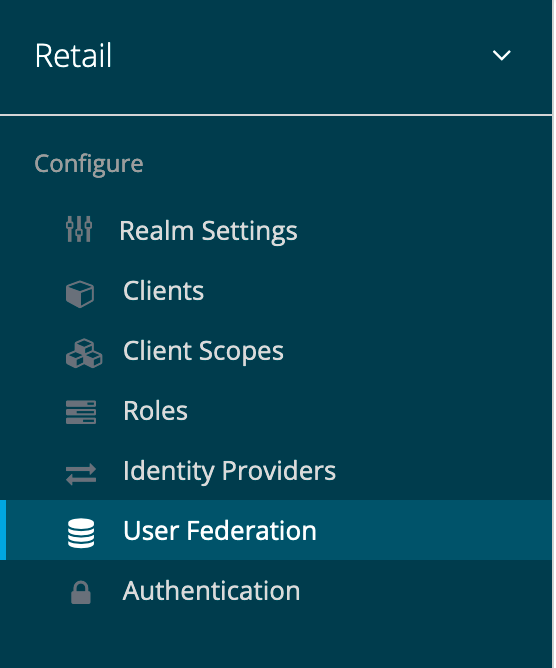 Retail
Configure
Realm Settings
Clients
Client Scopes
Roles
Identity Providers
User Federation
Authentication